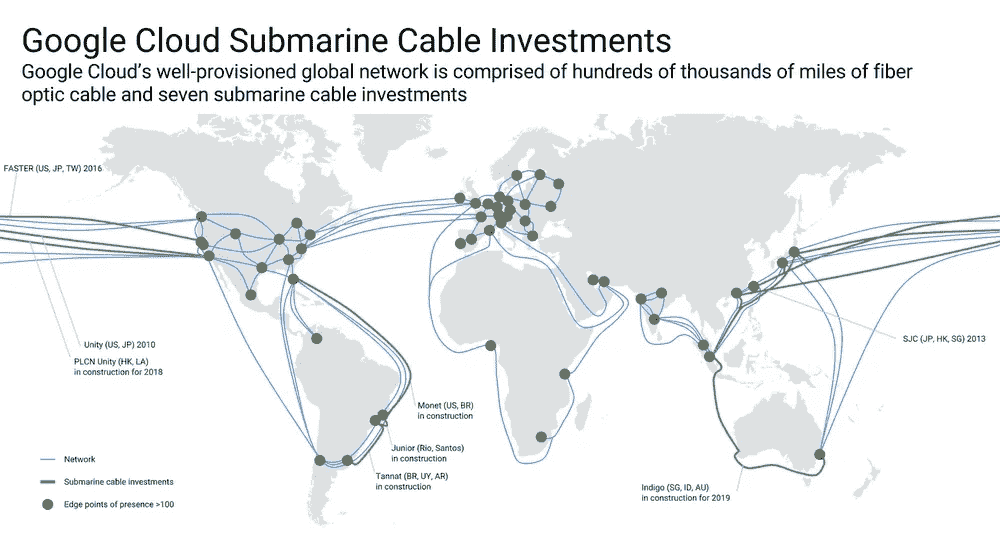 Google Cloud Submarine Cable Investments
Google Cloud's well-provisioned global network is comprised of hundreds of thousands of miles of fiber
optic cable and seven submarine cable investments
FASTER (US, JP, TW) 2016
Unity (US, JP) 2010
PLCN Unity (HK, LA)
in construction for 2018
SJC (JP, HK, SG) 2013
Monet (US, BR)
in construction
Junior (Rio, Santos)
in construction
Tannat (BR, UY, AR)
in construction
Indigo (SG, ID, AU)
in construction for 2019
Network
Submarine cable investments
Edge points of presence >100